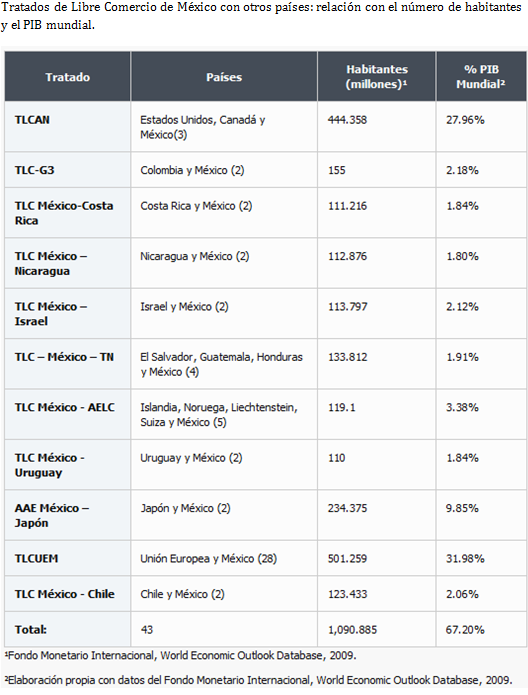 Tratados de Libre Comercio de México con otros países: relación con el número de habitantes
y el PIB mundial.
Tratado Países Habitantes (millones)¹ % PIB Mundial²
TLCAN Estados Unidos, Canadá y México(3) 444.358 27.96%
TLC-G3 Colombia y México (2) 155 2.18%
TLC México-Costa Rica Costa Rica y México (2) 111.216 1.84%
TLC México – Nicaragua Nicaragua y México (2) 112.876 1.80%
TLC México – Israel Israel y México (2) 113.797 2.12%
TLC – México – TN El Salvador, Guatemala, Honduras y México (4) 133.812 1.91%
TLC México - AELC Islandia, Noruega, Liechtenstein, Suiza y México (5) 119.1 3.38%
TLC México - Uruguay Uruguay y México (2) 110 1.84%
AAE México – Japón Japón y México (2) 234.375 9.85%
TLCUEM Unión Europea y México (28) 501.259 31.98%
TLC México - Chile Chile y México (2) 123.433 2.06%
Total: 43 1,090.885 67.20%
¹Fondo Monetario Internacional, World Economic Outlook Database, 2009.
²Elaboración propia con datos del Fondo Monetario Internacional, World Economic Outlook Database, 2009.